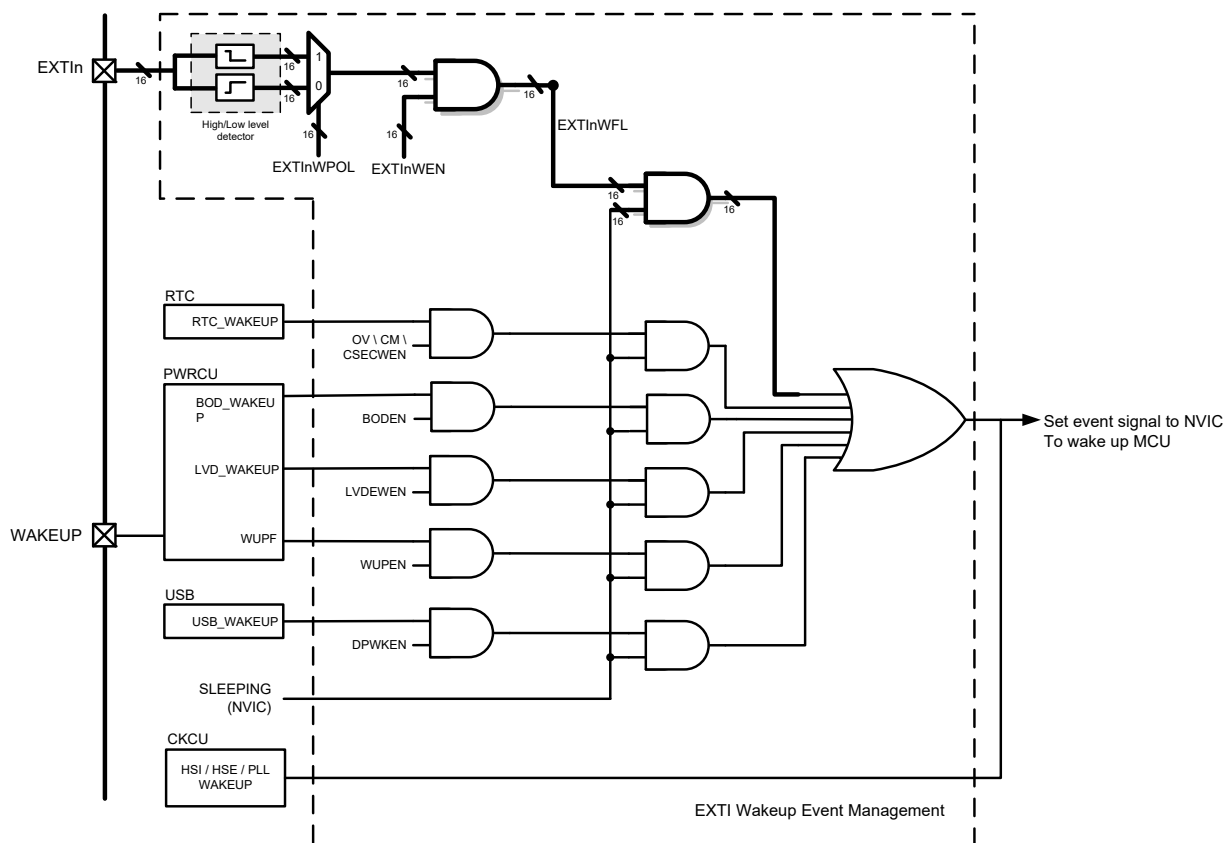 EXTIn
16
16
16
1
0
High/Low level
detector
16
EXTInWPOL
16
16
EXTInWEN
16
EXTInWFL
16
16
16
RTC
RTC_WAKEUP
OV \ CM \
CSECWEN
PWRCU
BOD_WAKEU
P
BODEN
LVD_WAKEUP
LVDEWEN
WAKEUP
WUPF
WUPEN
USB
USB_WAKEUP
DPWKEN
SLEEPING
(NVIC)
Set event signal to NVIC
To wake up MCU
CKCU
HSI / HSE / PLL
WAKEUP
EXTI Wakeup Event Management